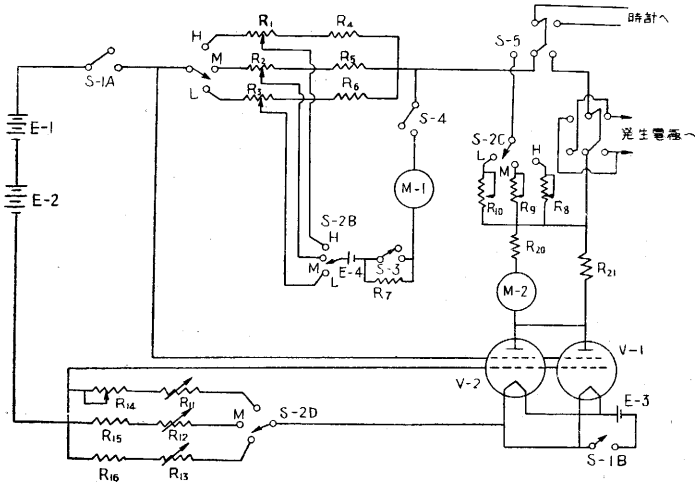 時計へ
S-5
H
R1
R4
M
R2
R5
L
R3
R6
S-1A
S-4
E-1
E-2
発生電極へ
S-2C
L
M
H
R10
R9
R8
M-1
S-2B
H
M
L
E-4
S-3
R7
R20
R21
M-2
V-1
V-2
R14
R11
M
S-2D
R15
R12
R16
R13
E-3
S-1B